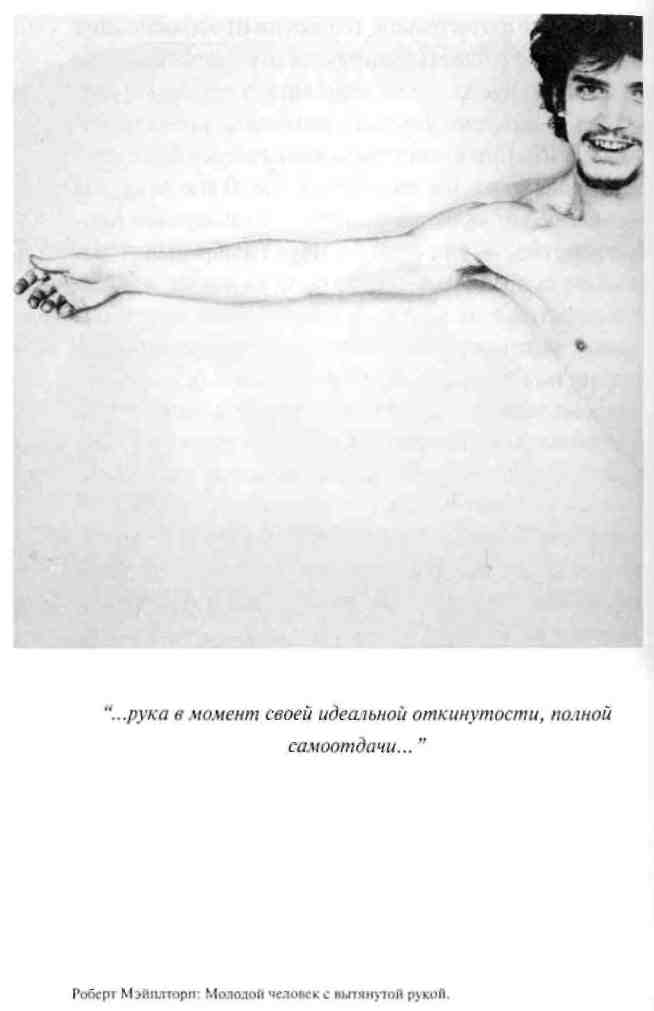 “...рука в момент своей идеальной откинутости, полной
самоотдачи...”
Роберт Мэйплторп: Молодой человек с вытянутой рукой.